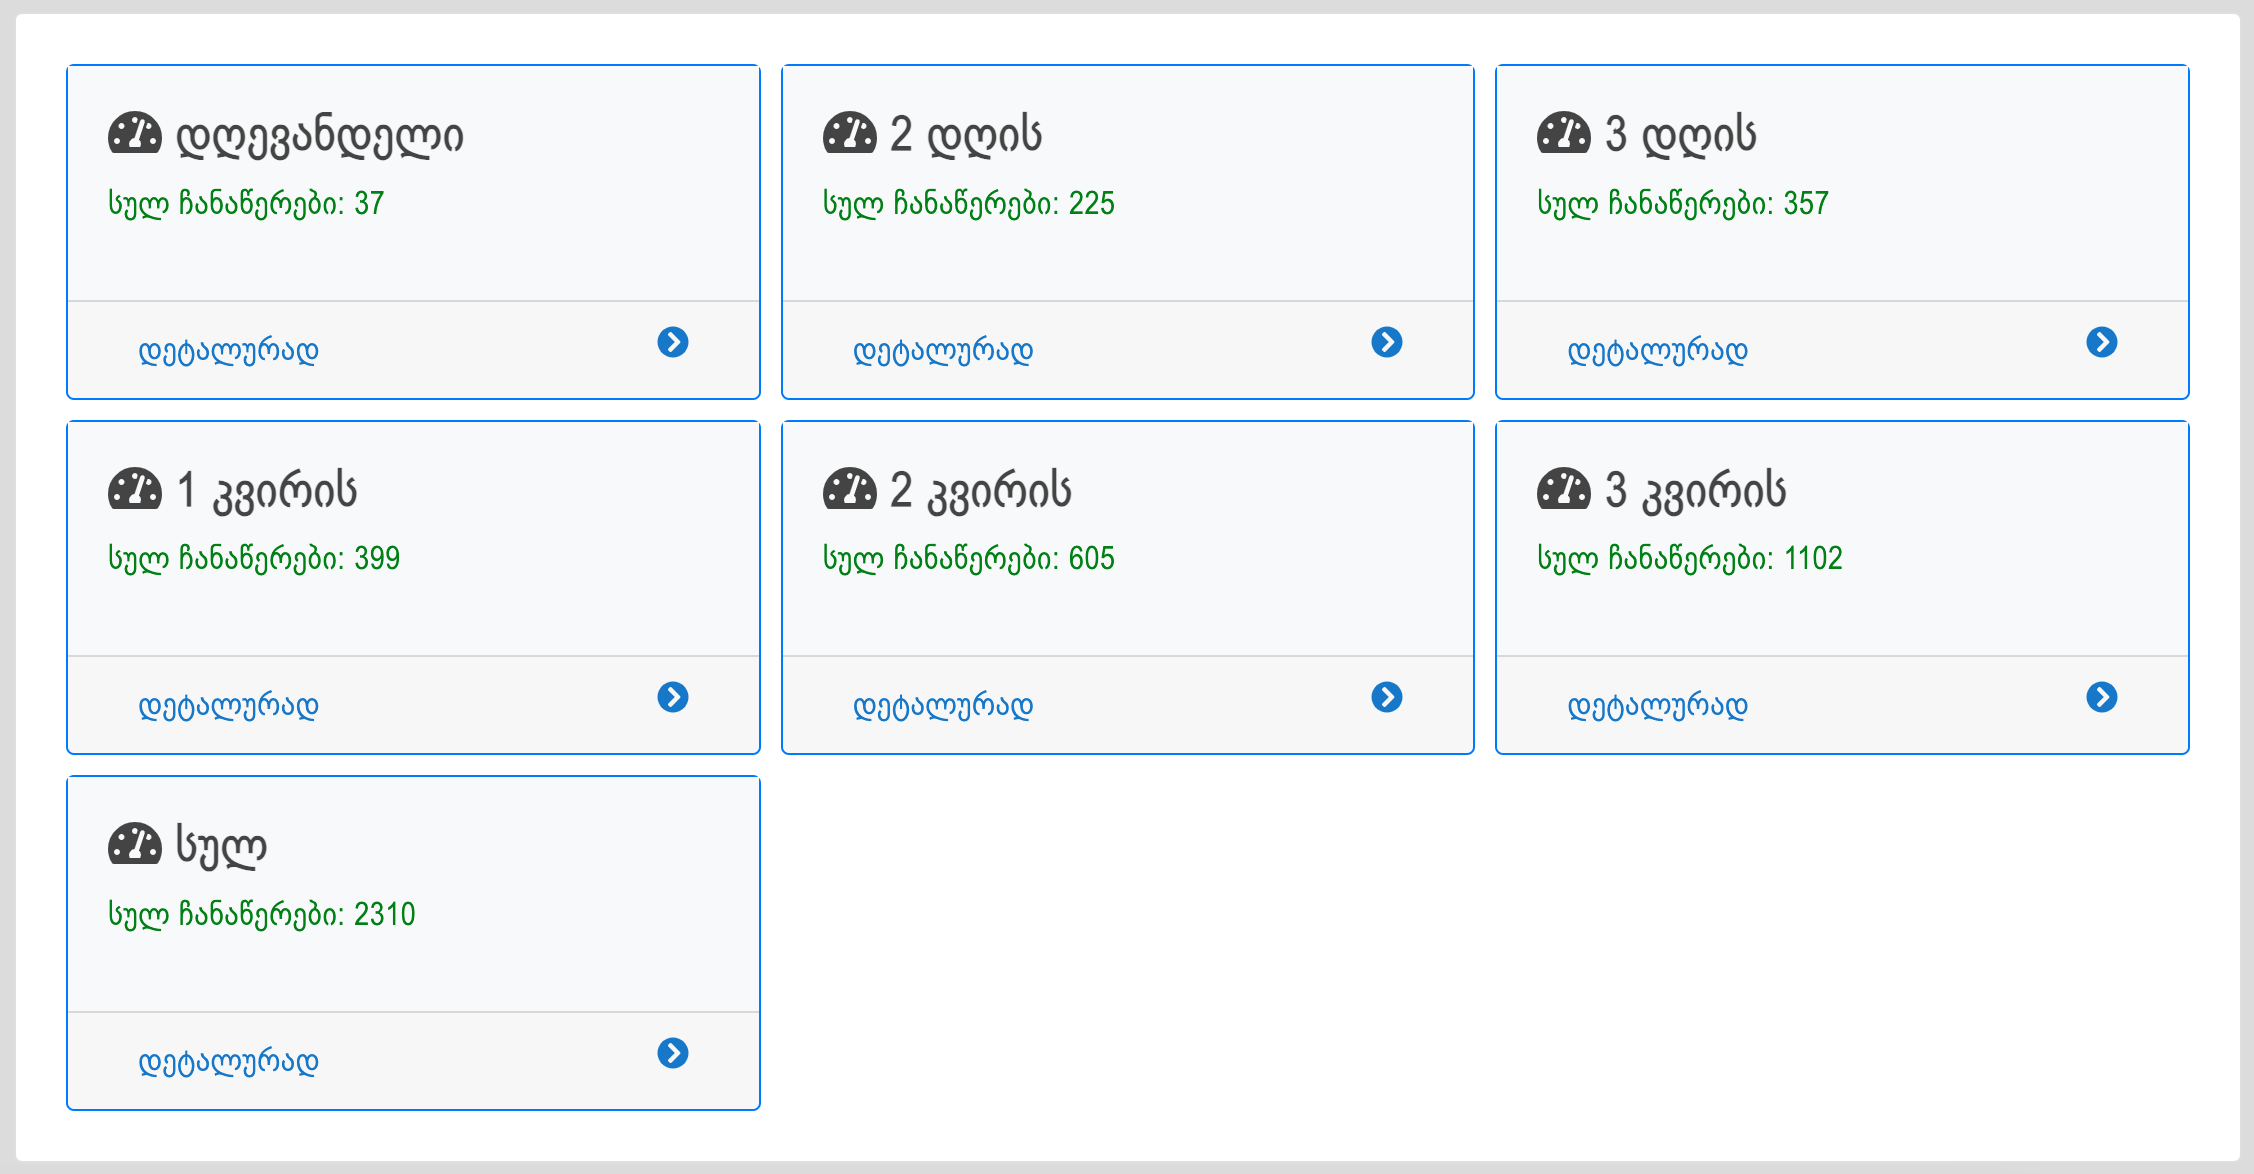 დღევანდელი
სულ ჩანაწერები: 37
დეტალურად
2 დღის
სულ ჩანაწერები: 225
დეტალურად
3 დღის
სულ ჩანაწერები: 357
დეტალურად
1 კვირის
სულ ჩანაწერები: 399
დეტალურად
2 კვირის
სულ ჩანაწერები: 605
დეტალურად
3 კვირის
სულ ჩანაწერები: 1102
დეტალურად
სულ
სულ ჩანაწერები: 2310
დეტალურად